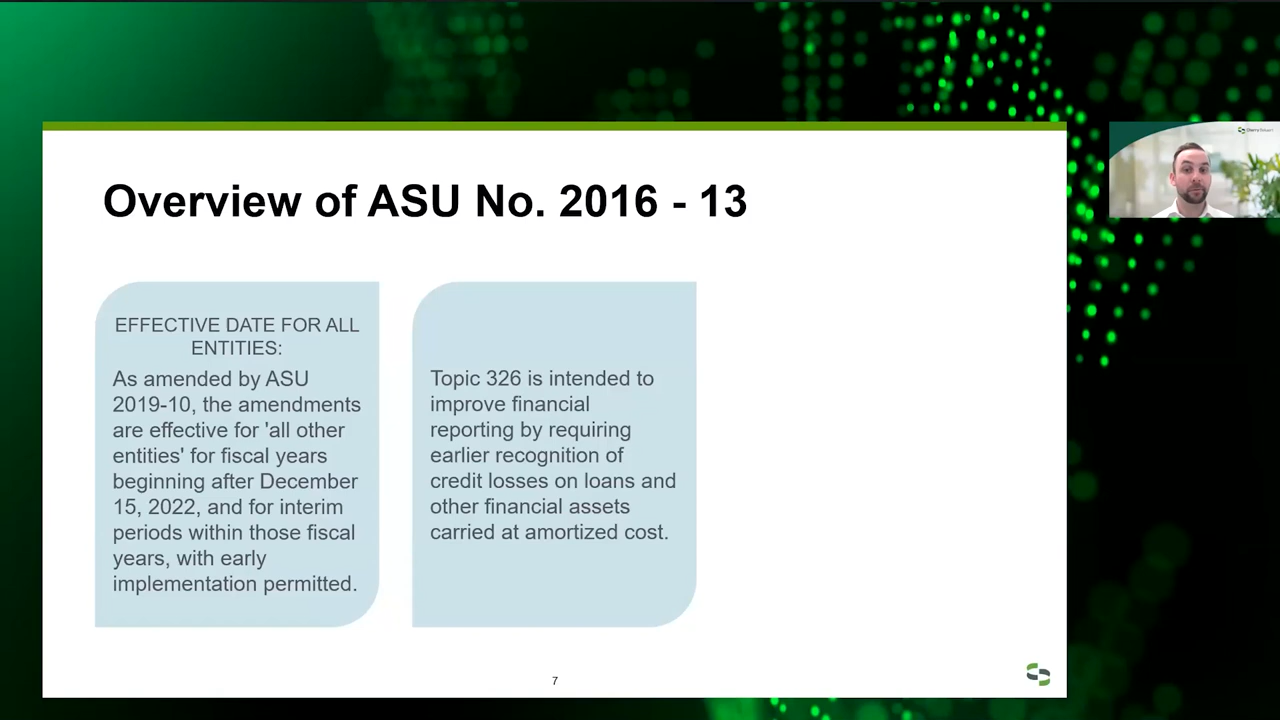 Overview of ASU No. 2016 - 13
EFFECTIVE DATE FOR ALL
ENTITIES:
As amended by ASU
2019-10, the amendments
are effective for 'all other
entities' for fiscal years
beginning after December
15, 2022, and for interim
periods within those fiscal
years, with early
implementation permitted.
Topic 326 is intended to
improve financial
reporting by requiring
earlier recognition of
credit losses on loans and
other financial assets
carried at amortized cost.
7